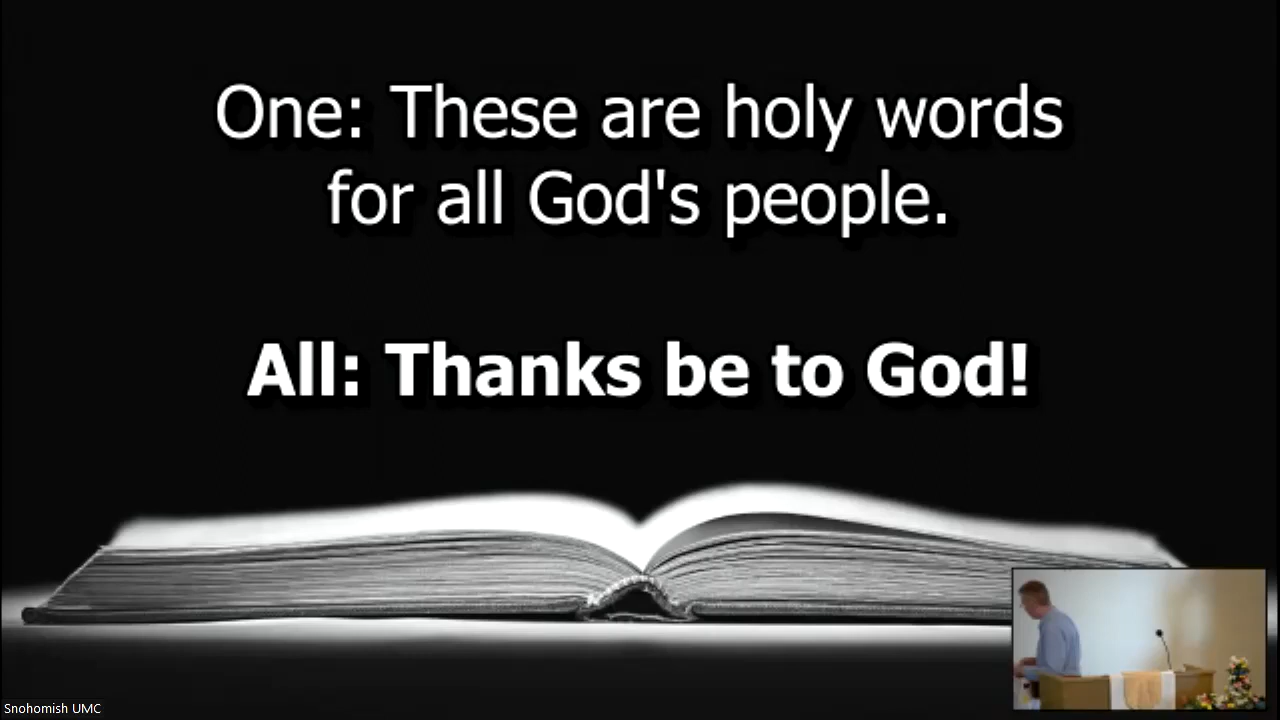 One: These are holy words
for all God's people.
All: Thanks be to God!
Snohomish UMC